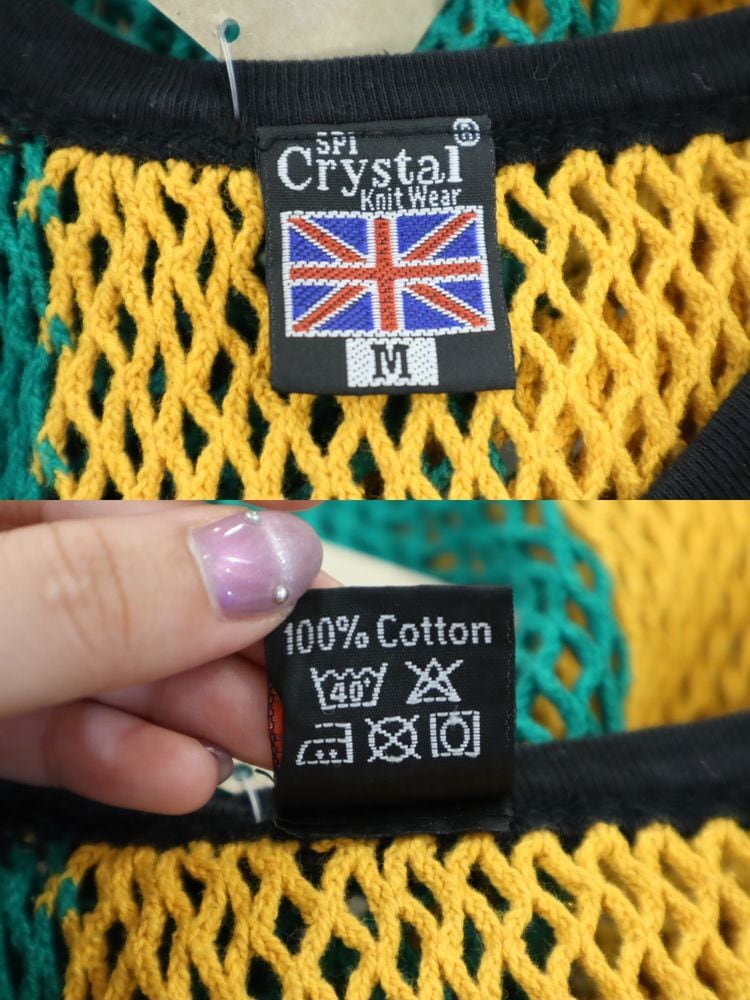 SPI
Crystal ®
Knit Wear
M
100% Cotton
40°